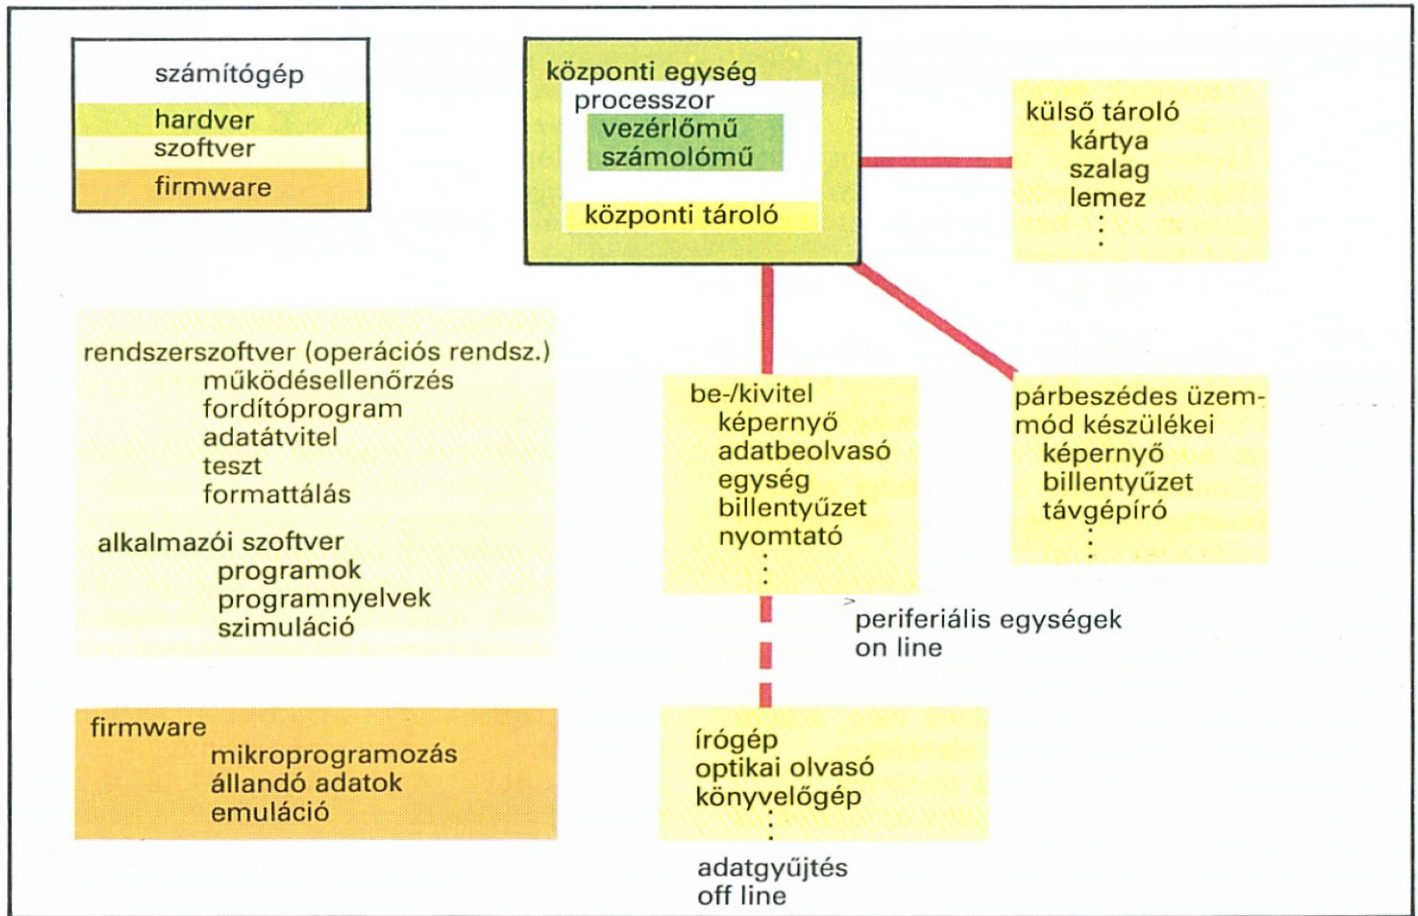 számítógép
hardver
szoftver
firmware
központi egység
processzor
vezérlőmű
számolómű
központi tároló
külső tároló
kártya
szalag
lemez
⋮
rendszerszoftver (operációs rendsz.)
működésellenőrzés
fordítóprogram
adatátvitel
teszt
formattálás
alkalmazói szoftver
programok
programnyelvek
szimuláció
be-/kivitel
képernyő
adatbeolvasó
egység
billentyűzet
nyomtató
⋮
párbeszédes üzem-
mód készülékei
képernyő
billentyűzet
távgépíró
⋮
periferiális egységek
on line
firmware
mikroprogramozás
állandó adatok
emuláció
írógép
optikai olvasó
könyvelőgép
⋮
adatgyűjtés
off line